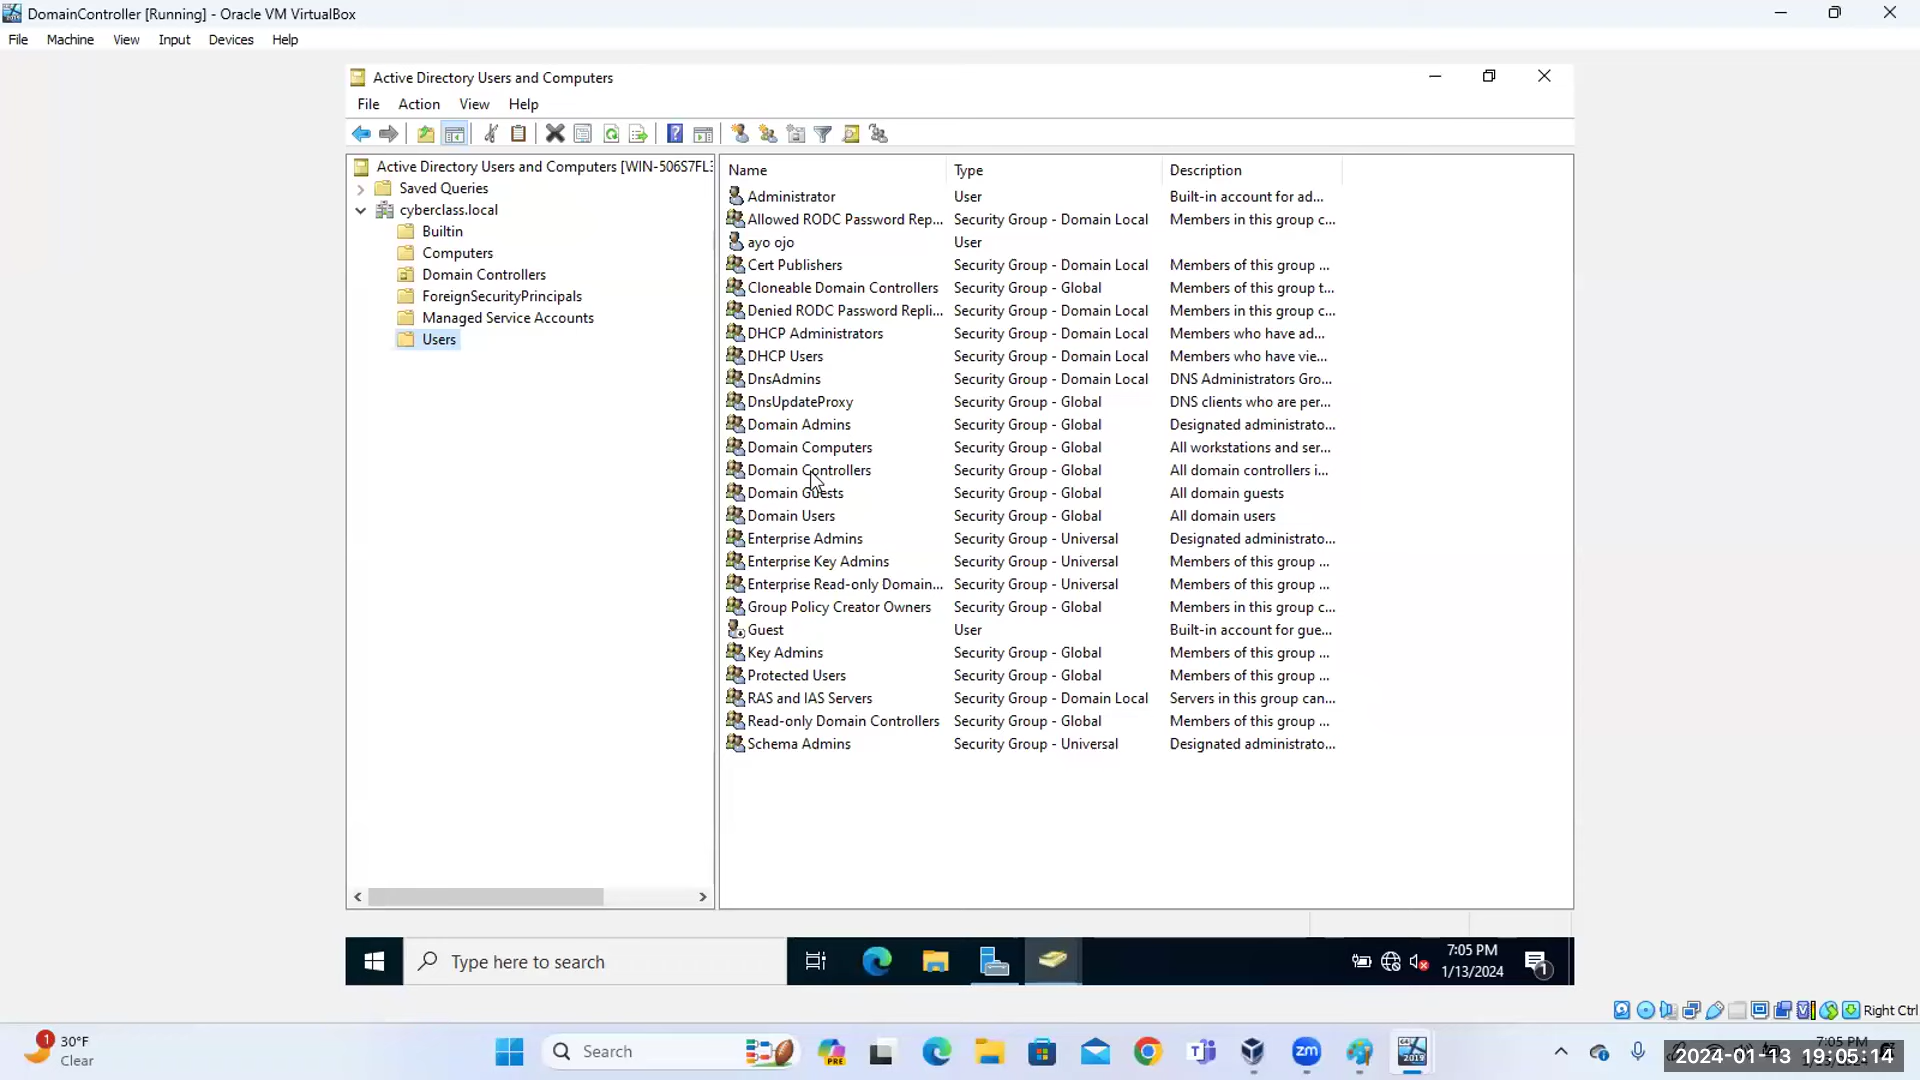 DomainController [Running] - Oracle VM VirtualBox
File Machine View Input Devices Help
Active Directory Users and Computers
File Action View Help
Active Directory Users and Computers [WIN-506S7FL3
Saved Queries
cyberclass.local
Builtin
Computers
Domain Controllers
ForeignSecurityPrincipals
Managed Service Accounts
Users
Name Type Description
Administrator User Built-in account for ad...
Allowed RODC Password Rep... Security Group - Domain Local Members in this group c...
ayo ojo User
Cert Publishers Security Group - Domain Local Members of this group ...
Cloneable Domain Controllers Security Group - Global Members of this group t...
Denied RODC Password Repli... Security Group - Domain Local Members in this group c...
DHCP Administrators Security Group - Domain Local Members who have ad...
DHCP Users Security Group - Domain Local Members who have vie...
DnsAdmins Security Group - Domain Local DNS Administrators Gro...
DnsUpdateProxy Security Group - Global DNS clients who are per...
Domain Admins Security Group - Global Designated administrato...
Domain Computers Security Group - Global All workstations and ser...
Domain Controllers Security Group - Global All domain controllers i...
Domain Guests Security Group - Global All domain guests
Domain Users Security Group - Global All domain users
Enterprise Admins Security Group - Universal Designated administrato...
Enterprise Key Admins Security Group - Universal Members of this group ...
Enterprise Read-only Domain... Security Group - Universal Members of this group ...
Group Policy Creator Owners Security Group - Global Members in this group c...
Guest User Built-in account for gue...
Key Admins Security Group - Global Members of this group ...
Protected Users Security Group - Global Members of this group ...
RAS and IAS Servers Security Group - Domain Local Servers in this group can...
Read-only Domain Controllers Security Group - Global Members of this group ...
Schema Admins Security Group - Universal Designated administrato...
Type here to search
7:05 PM
1/13/2024
1
Right Ctrl
1
30°F
Clear
Search
PRE
zm
2019
7:05 PM
2024-01-13 19:05:14